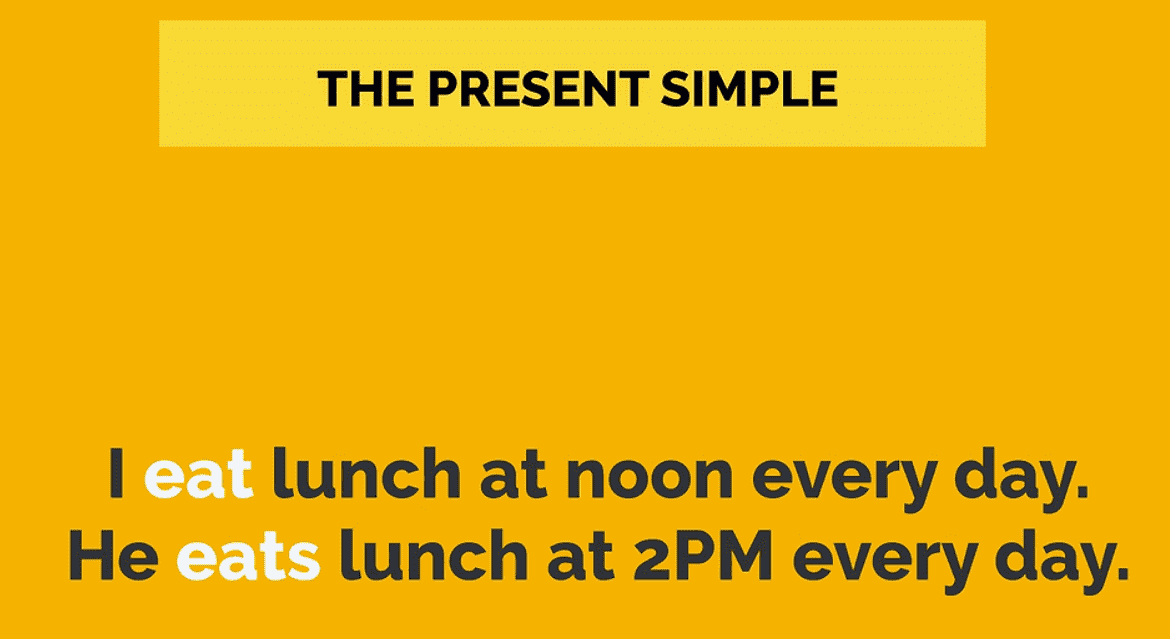 THE PRESENT SIMPLE
I eat lunch at noon every day.
He eats lunch at 2PM every day.